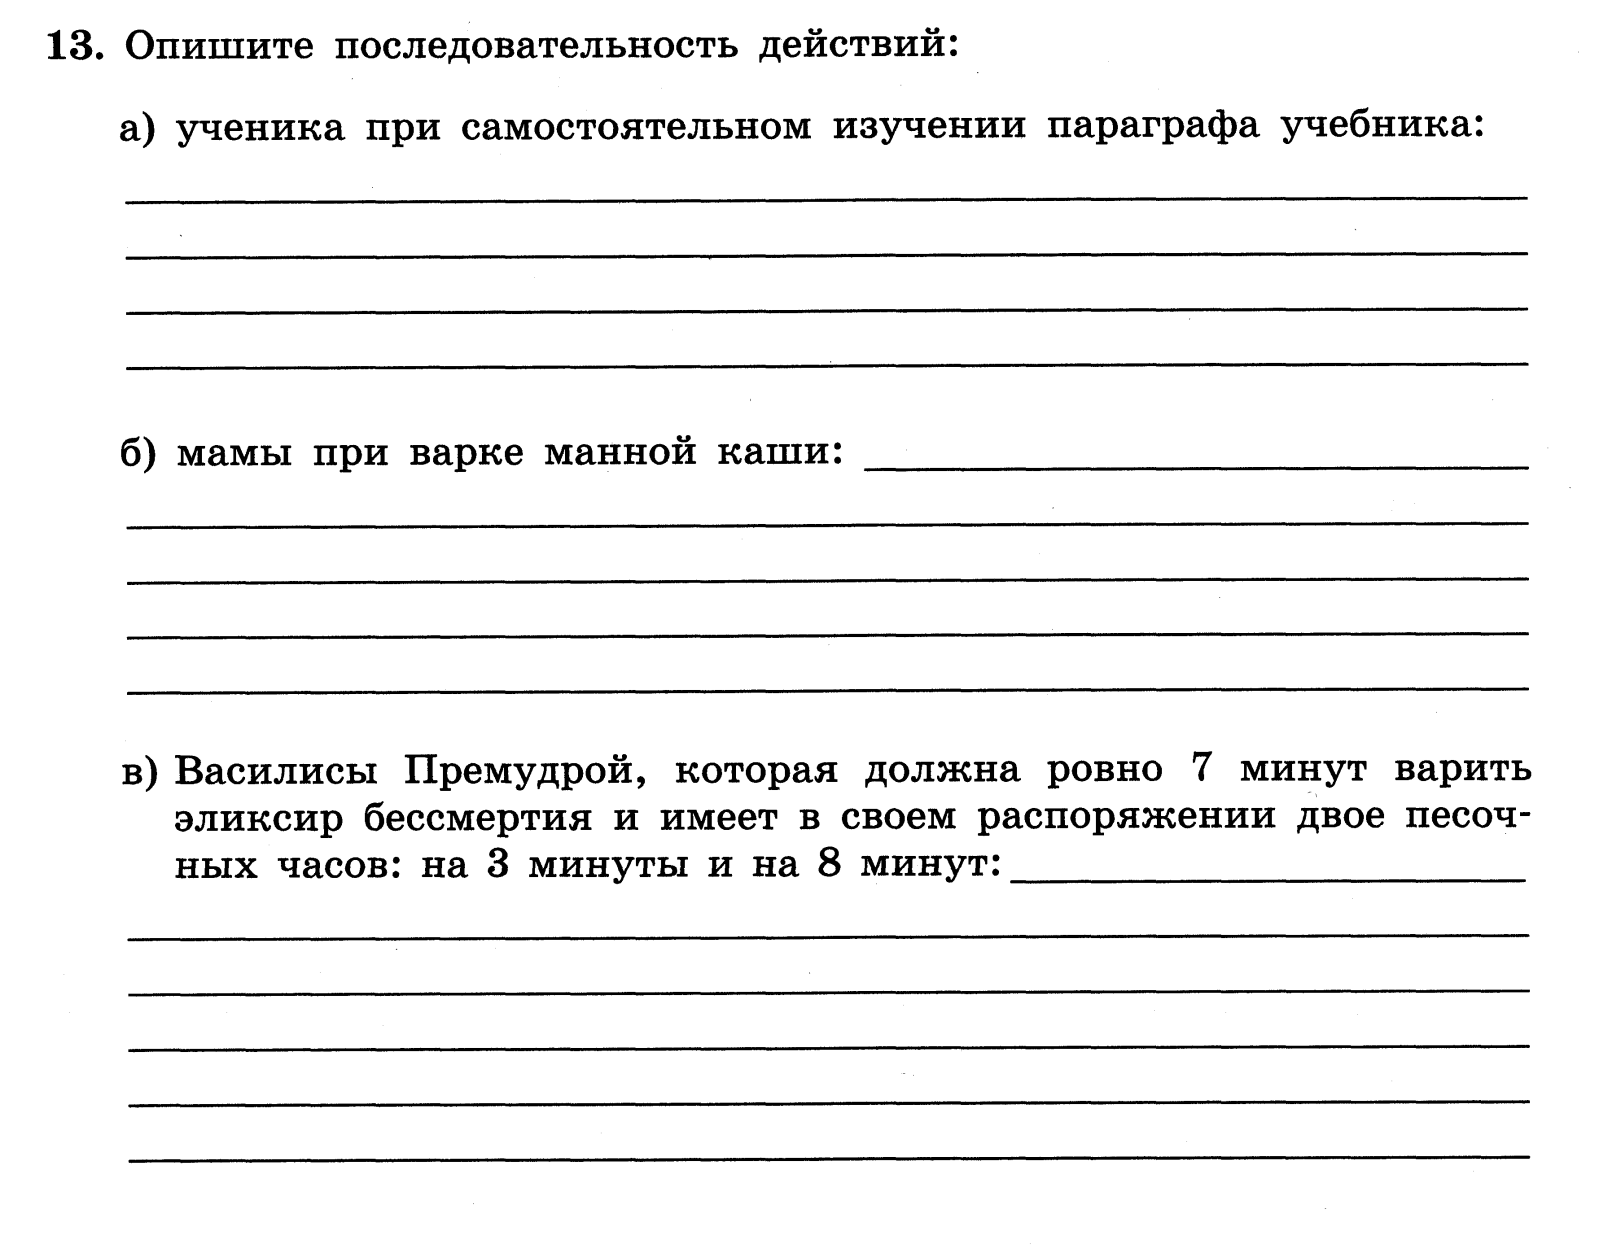 13. Опишите последовательность действий:
а) ученика при самостоятельном изучении параграфа учебника:
б) мамы при варке манной каши:
в) Василисы Премудрой, которая должна ровно 7 минут варить
эликсир бессмертия и имеет в своем распоряжении двое песоч-
ных часов: на 3 минуты и на 8 минут: